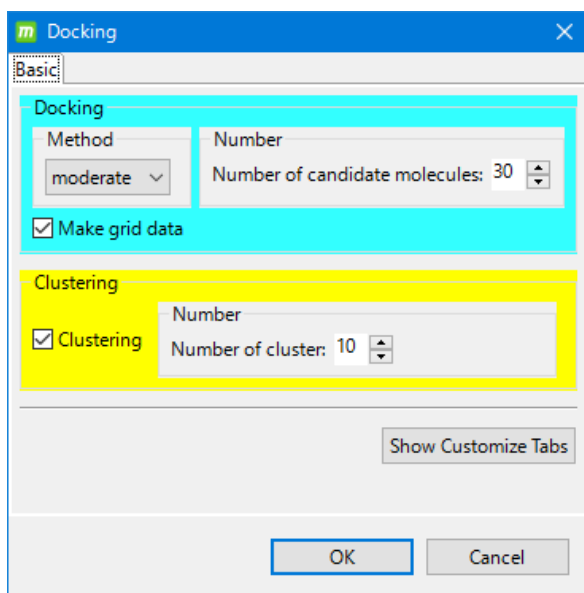 m Docking
Basic
Docking
Method
moderate
Number
Number of candidate molecules: 30
Make grid data
Clustering
Clustering
Number
Number of cluster: 10
Show Customize Tabs
OK Cancel